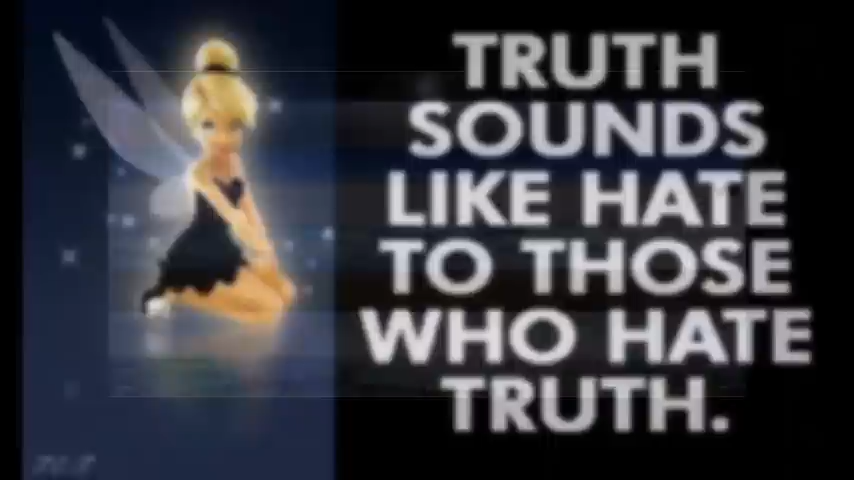 TRUTH
SOUNDS
LIKE HATE
TO THOSE
WHO HATE
TRUTH.